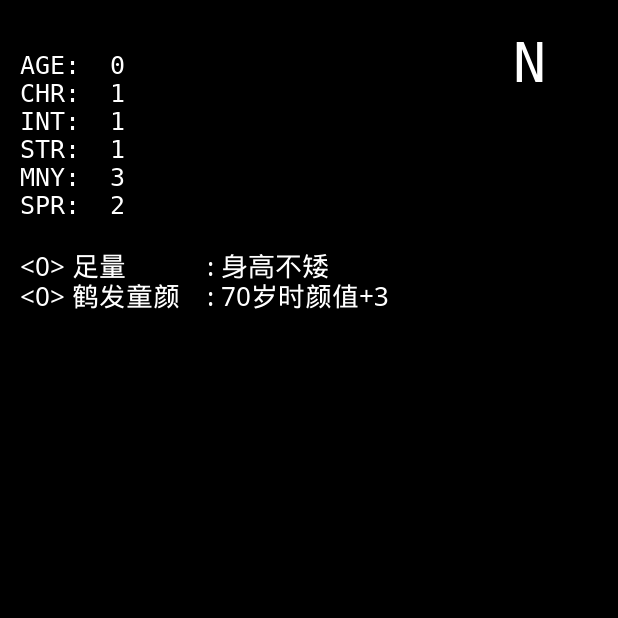 N
AGE: 0
CHR: 1
INT: 1
STR: 1
MNY: 3
SPR: 2
<0> 足量 : 身高不矮
<0> 鹤发童颜 : 70岁时颜值+3